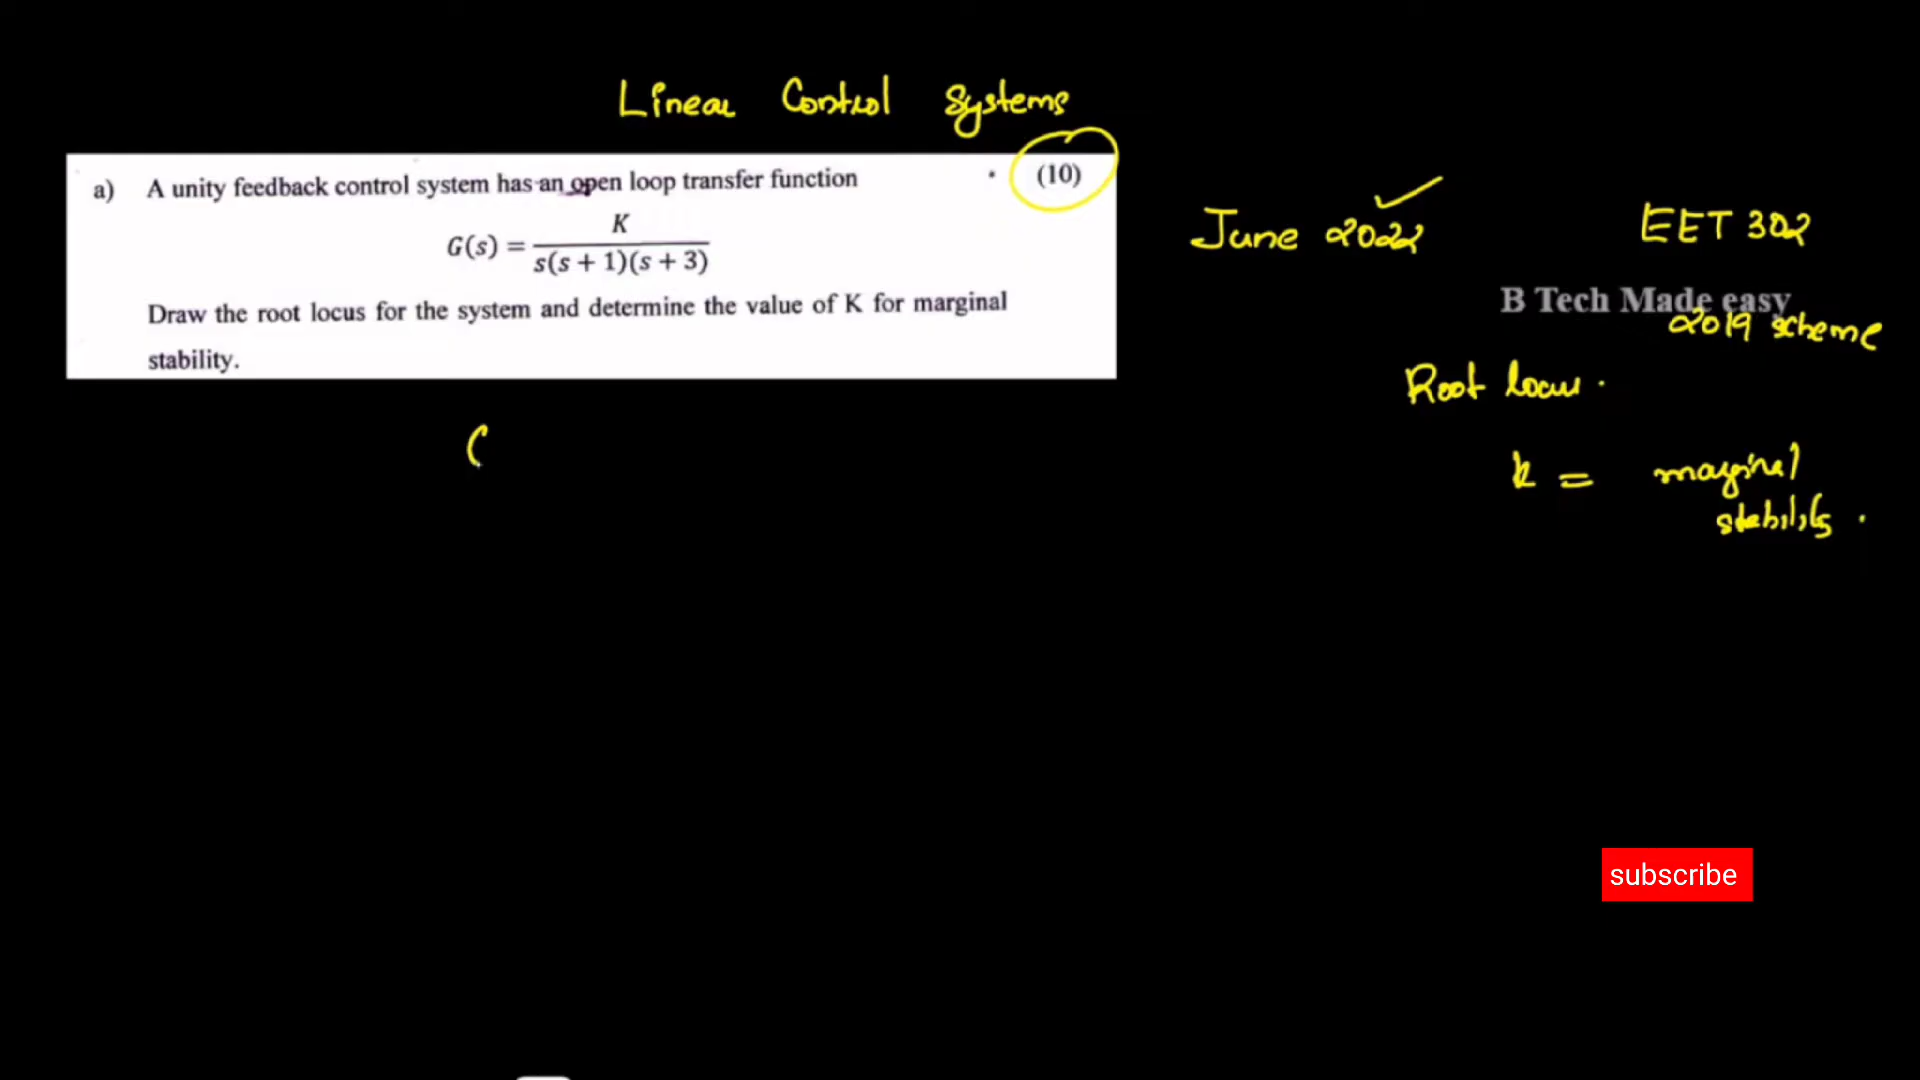 Linear Control Systems
a) A unity feedback control system has an open loop transfer function (10)
G(s) = K / s(s + 1)(s + 3)
Draw the root locus for the system and determine the value of K for marginal
stability.
June 2022
EET 302
B Tech Made easy
2019 scheme
Root locus .
k = marginal
stability .
(
subscribe